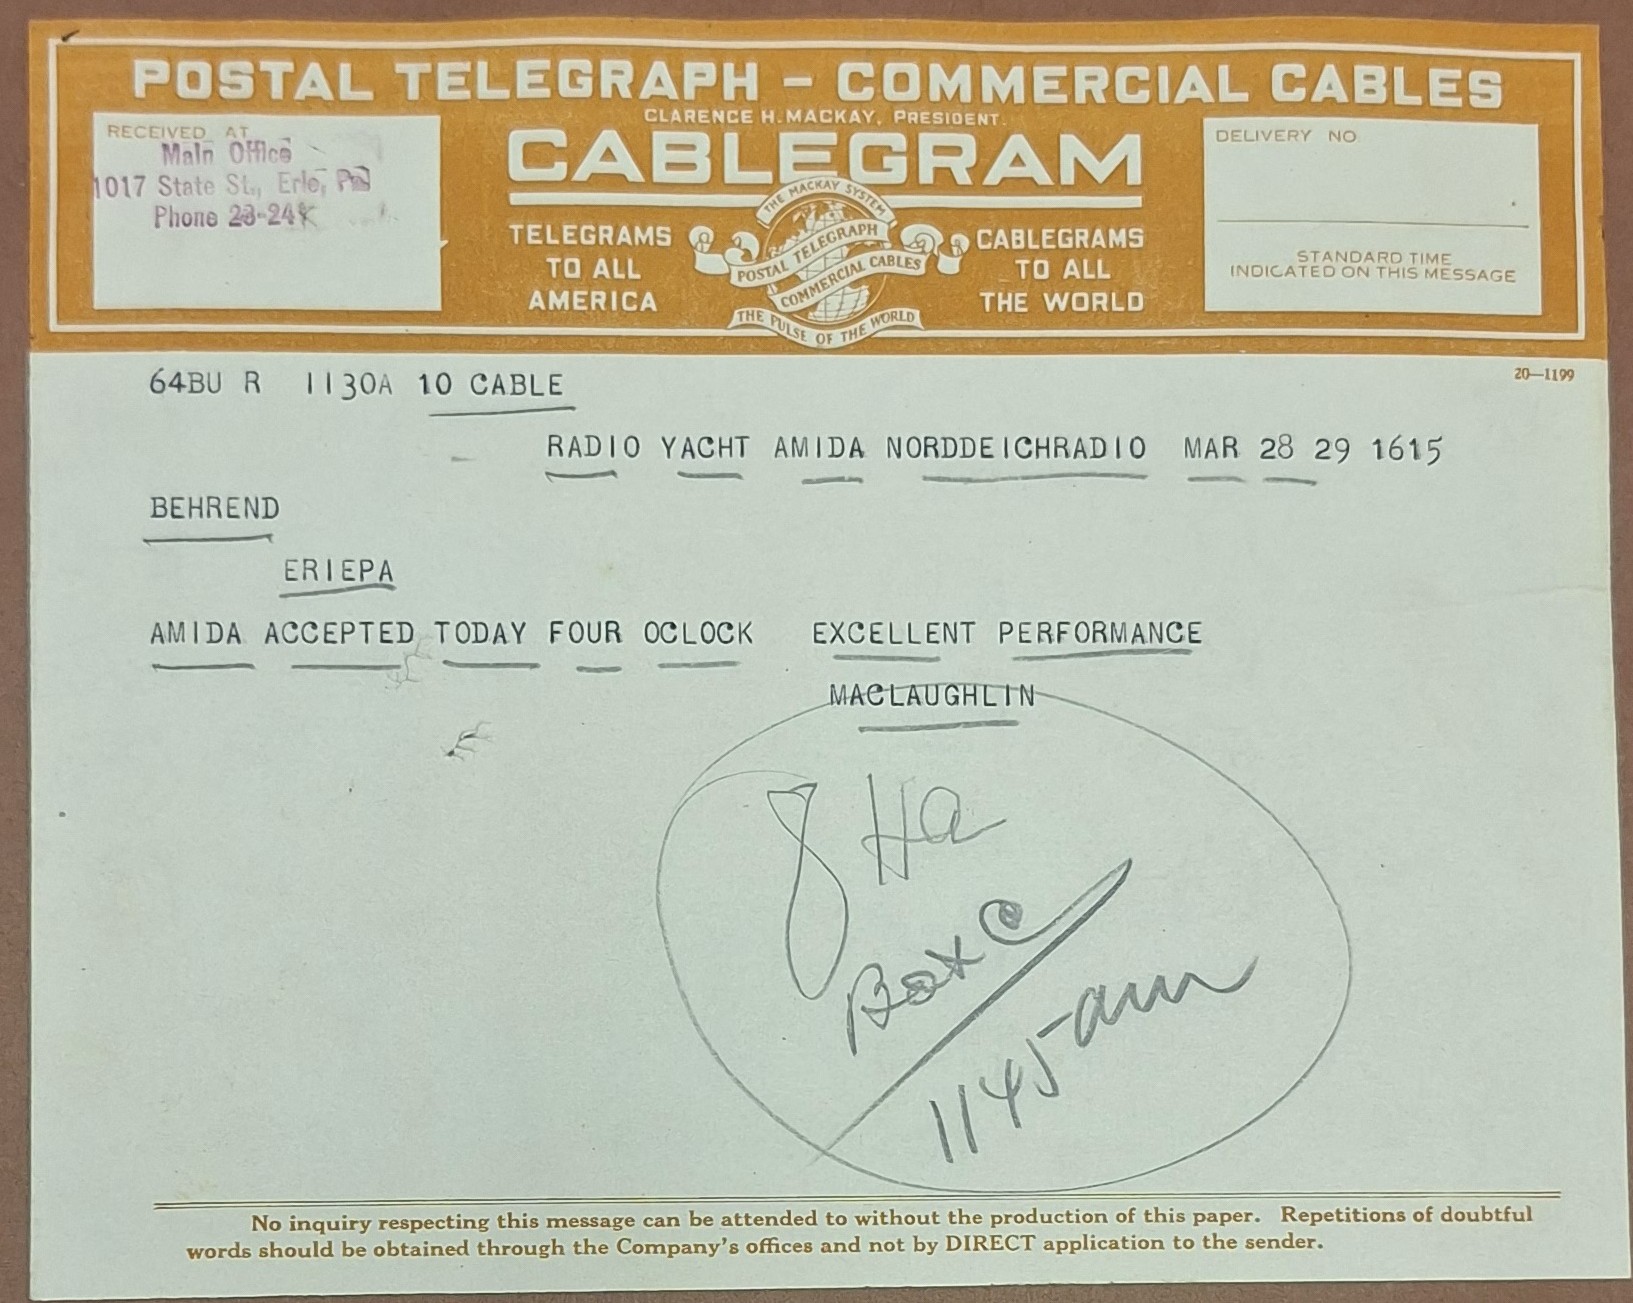 POSTAL TELEGRAPH - COMMERCIAL CABLES
CLARENCE H. MACKAY, PRESIDENT.
RECEIVED AT
Main Office
1017 State St., Erie, Pa
Phone 23-24
CABLEGRAM
TELEGRAMS
TO ALL
AMERICA
THE MACKAY SYSTEM
POSTAL TELEGRAPH
COMMERCIAL CABLES
THE PULSE OF THE WORLD
CABLEGRAMS
TO ALL
THE WORLD
DELIVERY NO.
STANDARD TIME
INDICATED ON THIS MESSAGE
20—1199
64BU R 1130A 10 CABLE
RADIO YACHT AMIDA NORDDEICHRADIO MAR 28 29 1615
BEHREND
ERIEPA
AMIDA ACCEPTED TODAY FOUR OCLOCK EXCELLENT PERFORMANCE
MACLAUGHLIN
8 Ha
Box C
1145 am
No inquiry respecting this message can be attended to without the production of this paper. Repetitions of doubtful
words should be obtained through the Company's offices and not by DIRECT application to the sender.